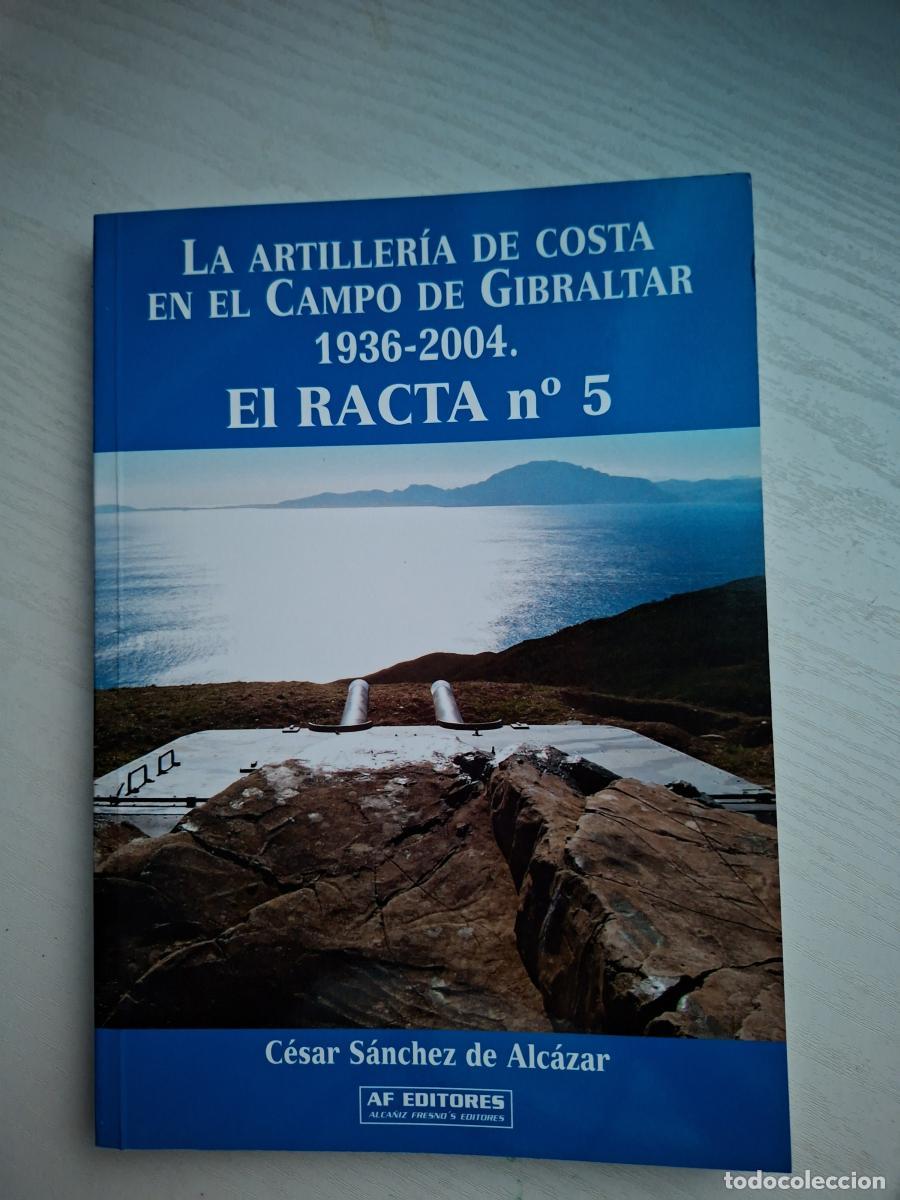 LA ARTILLERÍA DE COSTA
EN EL CAMPO DE GIBRALTAR
1936-2004.
El RACTA nº 5
César Sánchez de Alcázar
AF EDITORES
ALCAÑIZ FRESNO'S EDITORES
todocoleccion